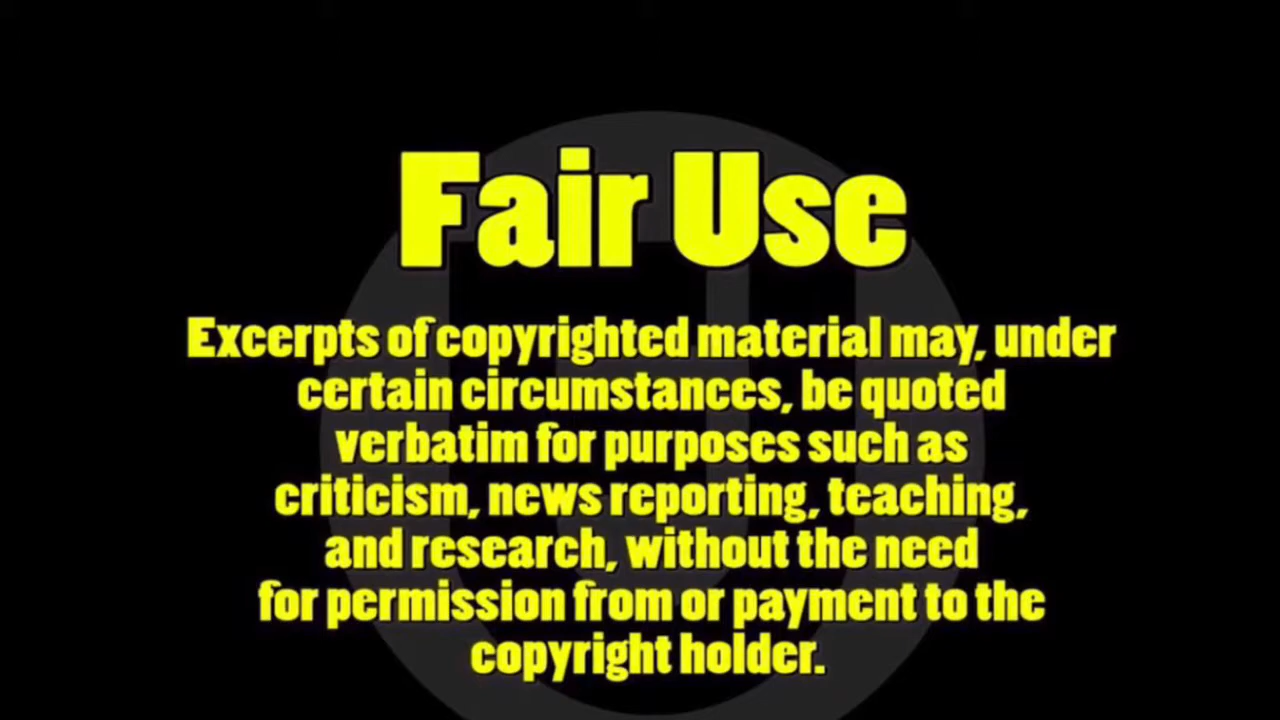 Fair Use
Excerpts of copyrighted material may, under
certain circumstances, be quoted
verbatim for purposes such as
criticism, news reporting, teaching,
and research, without the need
for permission from or payment to the
copyright holder.